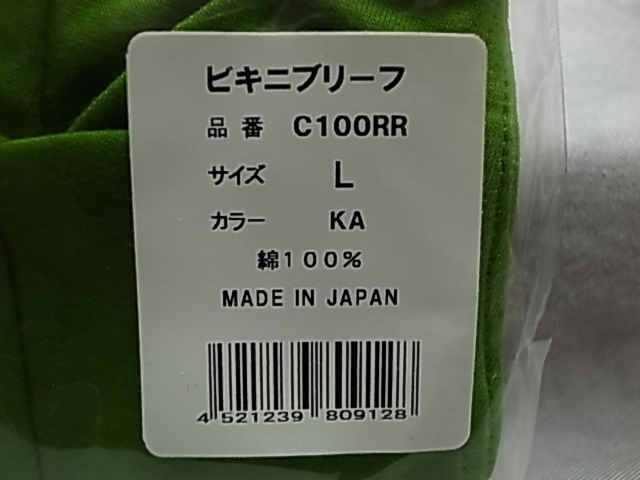 ビキニブリーフ
品番 C100RR
サイズ L
カラー KA
綿100%
MADE IN JAPAN
4 521239 809128